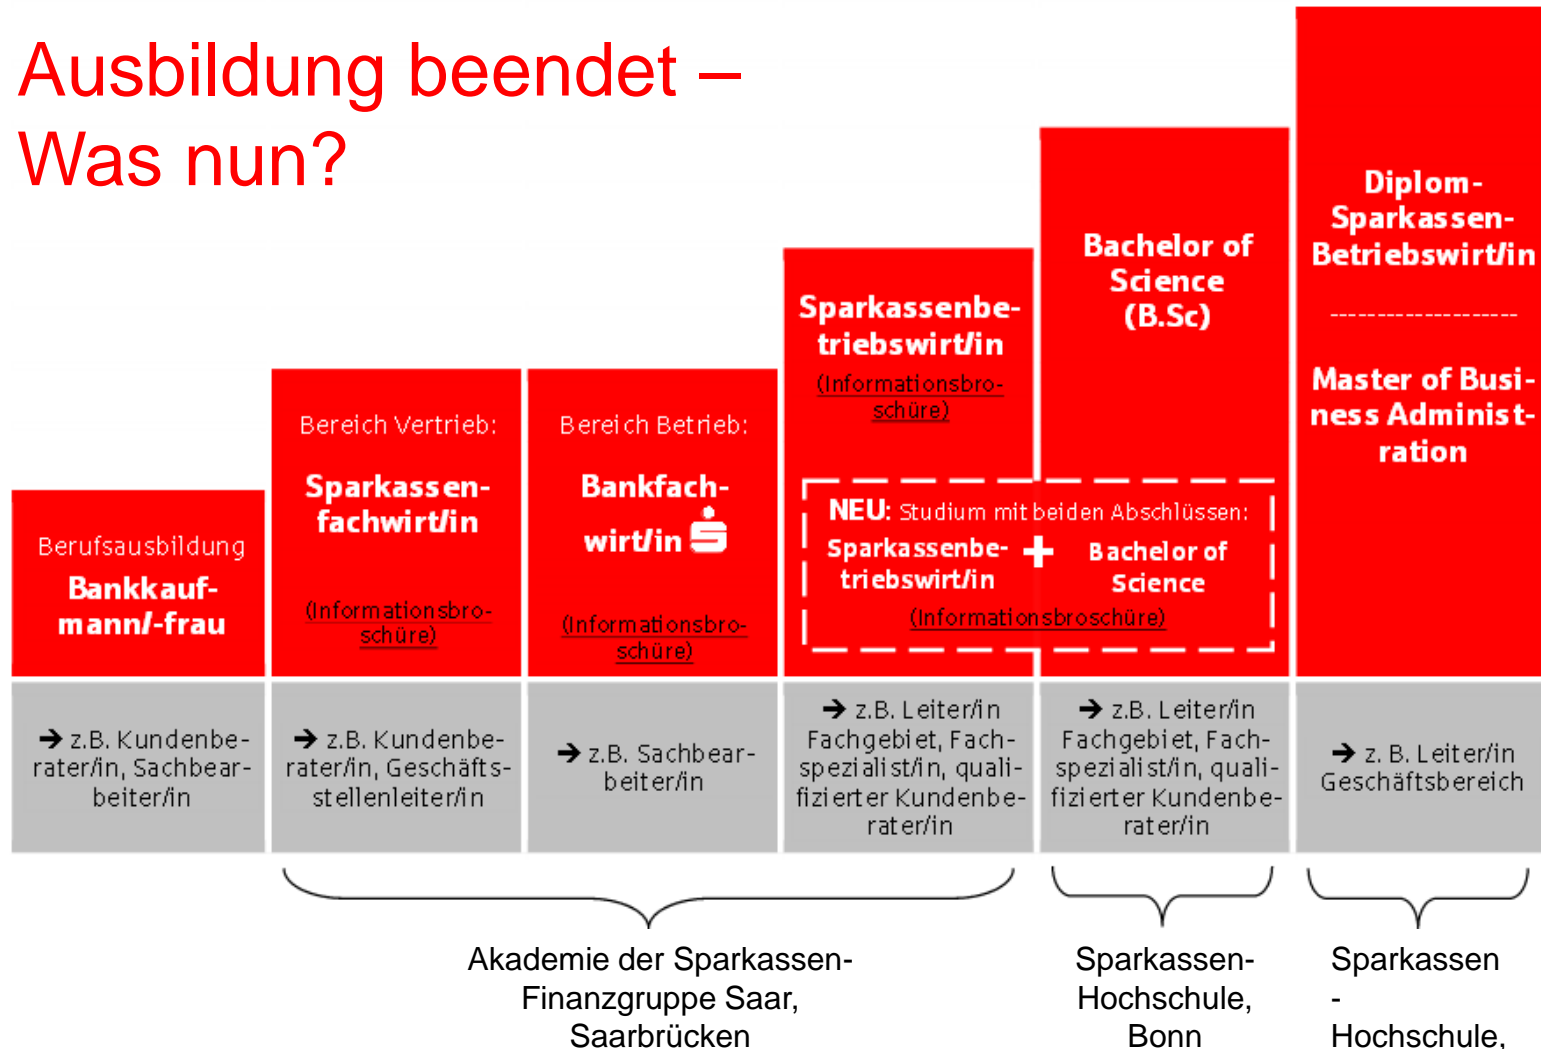 Ausbildung beendet –
Was nun?
Berufsausbildung
Bankkauf-
mann/-frau
Bereich Vertrieb:
Sparkassen-
fachwirt/in
(Informationsbro-
schüre)
Bereich Betrieb:
Bankfach-
wirt/in
(Informationsbro-
schüre)
Sparkassenbe-
triebswirt/in
(Informationsbro-
schüre)
Bachelor of
Science
(B.Sc)
NEU: Studium mit beiden Abschlüssen:
Sparkassenbe-
triebswirt/in
+
Bachelor of
Science
(Informationsbroschüre)
Diplom-
Sparkassen-
Betriebswirt/in
--------------------
Master of Busi-
ness Administ-
ration
➔ z.B. Kundenbe-
rater/in, Sachbear-
beiter/in
➔ z.B. Kundenbe-
rater/in, Geschäfts-
stellenleiter/in
➔ z.B. Sachbear-
beiter/in
➔ z.B. Leiter/in
Fachgebiet, Fach-
spezialist/in, quali-
fizierter Kundenbe-
rater/in
➔ z.B. Leiter/in
Fachgebiet, Fach-
spezialist/in, quali-
fizierter Kundenbe-
rater/in
➔ z. B. Leiter/in
Geschäftsbereich
Akademie der Sparkassen-
Finanzgruppe Saar,
Saarbrücken
Sparkassen-
Hochschule,
Bonn
Sparkassen
-
Hochschule,